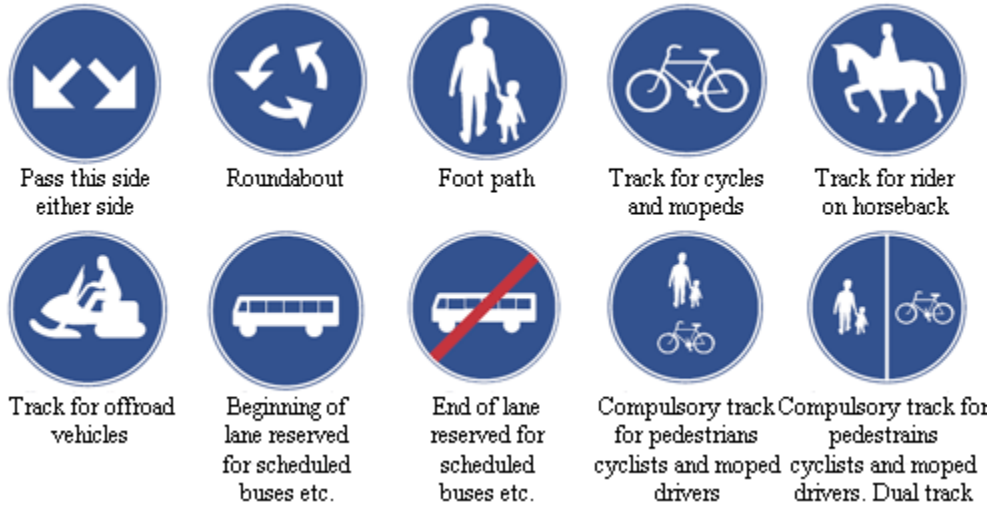 Pass this side
either side
Roundabout
Foot path
Track for cycles
and mopeds
Track for rider
on horseback
Track for offroad
vehicles
Beginning of
lane reserved
for scheduled
buses etc.
End of lane
reserved for
scheduled
buses etc.
Compulsory track
for pedestrians
cyclists and moped
drivers
Compulsory track for
pedestrains
cyclists and moped
drivers. Dual track